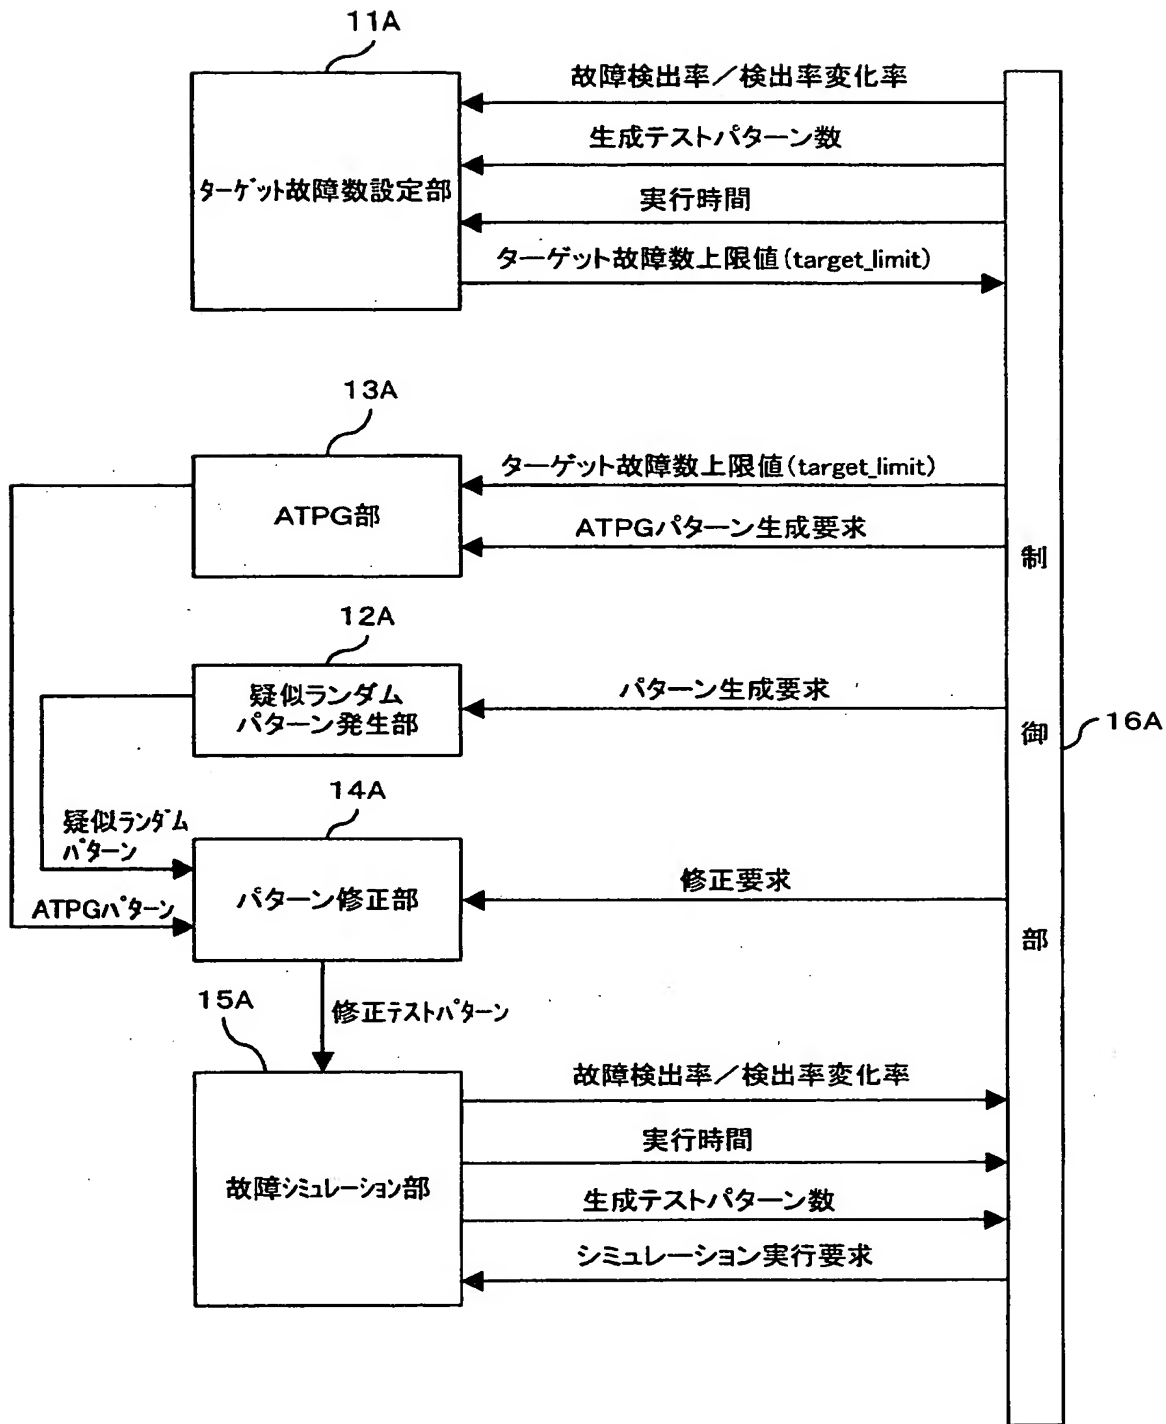 11A
故障検出率／検出率変化率
生成テストパターン数
ターゲット故障数設定部
実行時間
ターゲット故障数上限値(target_limit)
13A
ターゲット故障数上限値(target_limit)
ATPG部
ATPGパターン生成要求
制
12A
疑似ランダム
パターン発生部
パターン生成要求
御
16A
14A
疑似ランダム
パターン
パターン修正部
修正要求
ATPGパターン
部
15A
修正テストパターン
故障検出率／検出率変化率
実行時間
故障シミュレーション部
生成テストパターン数
シミュレーション実行要求